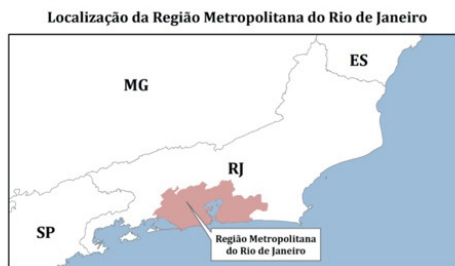 Localização da Região Metropolitana do Rio de Janeiro
ES
MG
RJ
SP
Região Metropolitana
do Rio de Janeiro